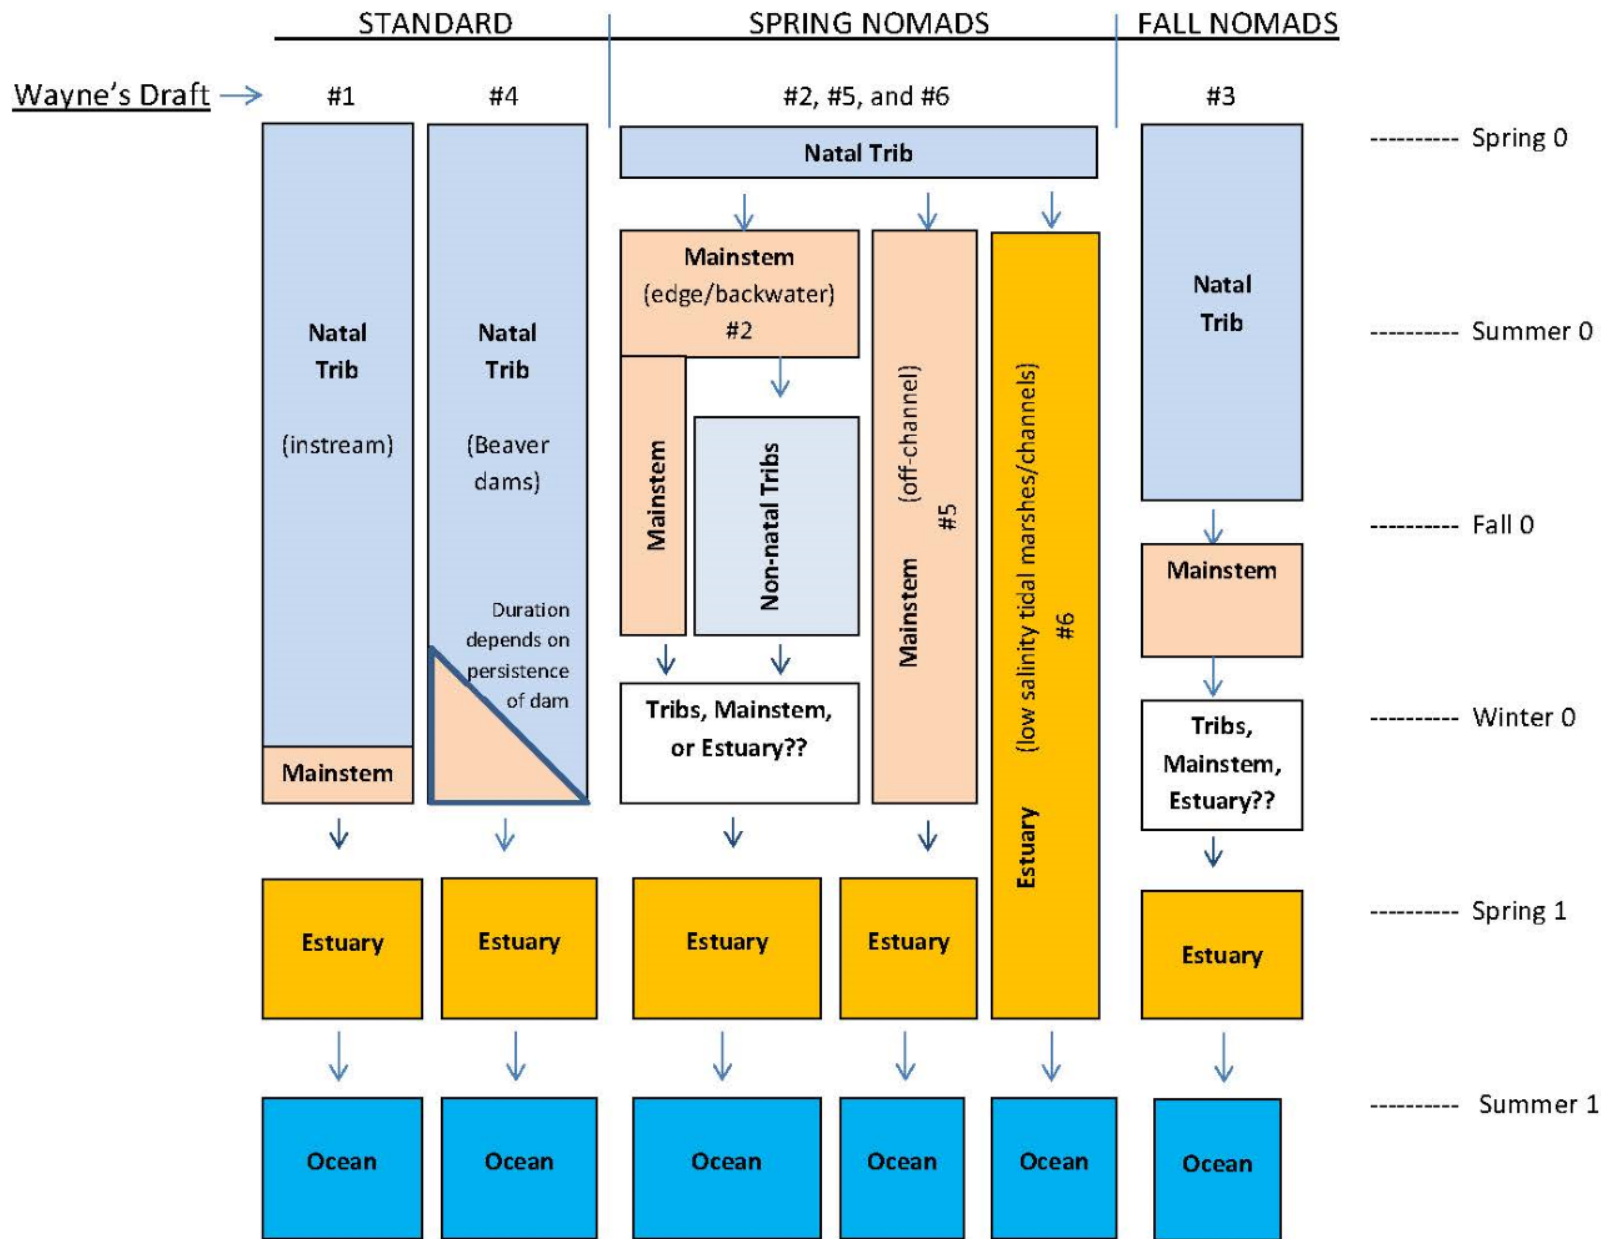 STANDARD
SPRING NOMADS
FALL NOMADS
Wayne's Draft
#1
#4
#2, #5, and #6
#3
Natal
Trib
(instream)
Mainstem
Estuary
Ocean
Natal
Trib
(Beaver
dams)
Duration
depends on
persistence
of dam
Estuary
Ocean
Natal Trib
Mainstem
(edge/backwater)
#2
Mainstem
Non-natal Tribs
Tribs, Mainstem,
or Estuary??
Estuary
Ocean
Mainstem (off-channel)
#5
Estuary
Ocean
Estuary (low salinity tidal marshes/channels)
#6
Ocean
Natal
Trib
Mainstem
Tribs,
Mainstem,
Estuary??
Estuary
Ocean
---------- Spring 0
---------- Summer 0
---------- Fall 0
---------- Winter 0
---------- Spring 1
---------- Summer 1